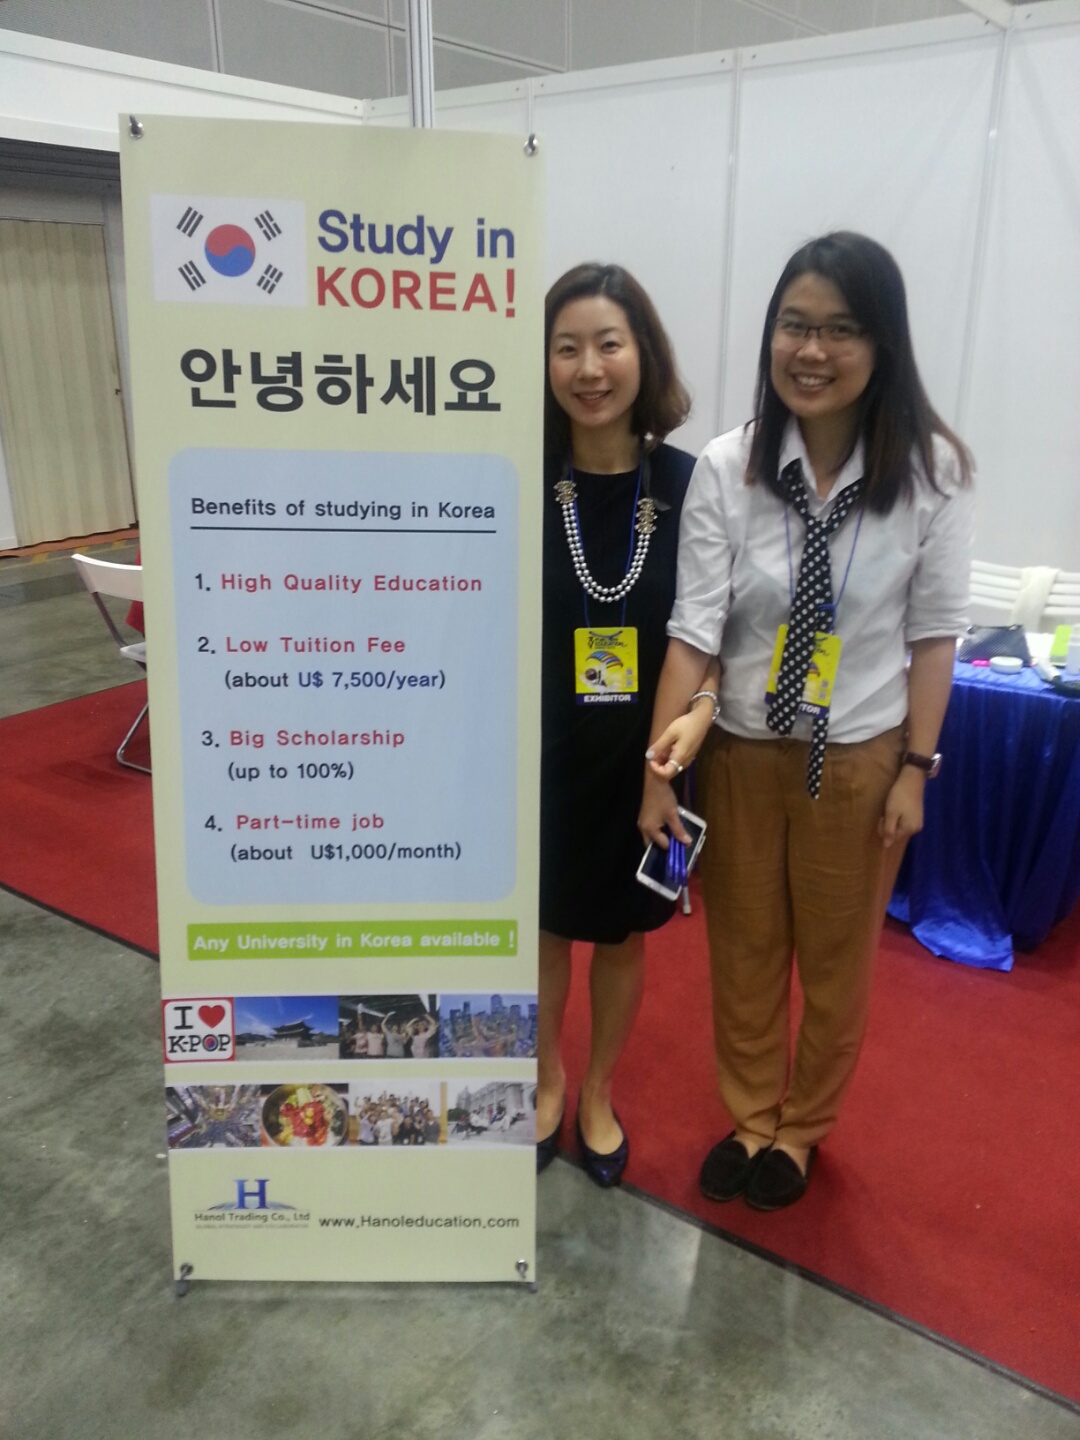 Study in
KOREA!
안녕하세요
Benefits of studying in Korea
1. High Quality Education
2. Low Tuition Fee
(about U$ 7,500/year)
3. Big Scholarship
(up to 100%)
4. Part-time job
(about U$1,000/month)
Any University in Korea available !
I ♥
K-POP
H
Hanol Trading Co., Ltd
www.Hanoleducation.com
EXHIBITOR
TOR